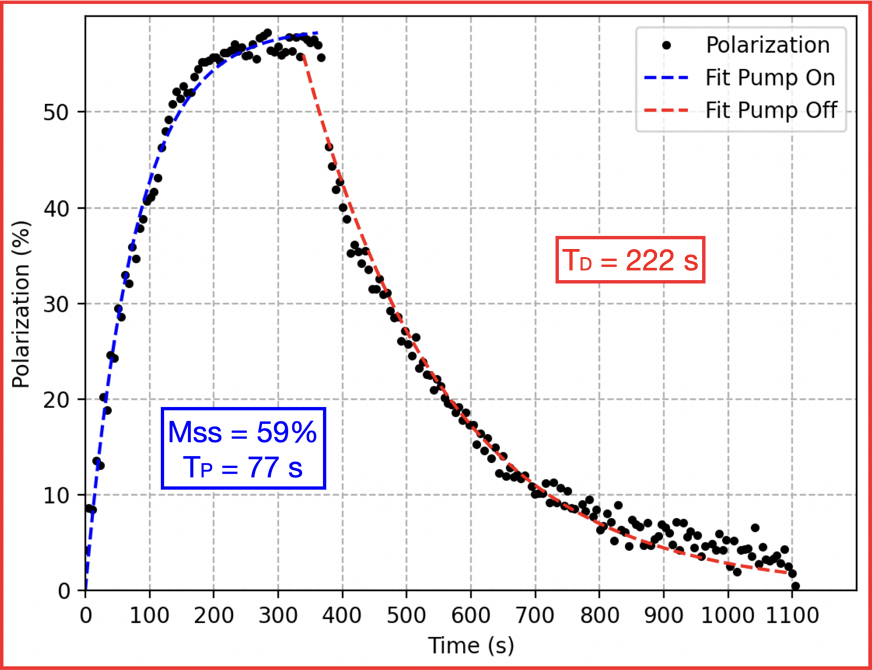 Polarization
Fit Pump On
Fit Pump Off
Polarization (%)
50
40
30
20
10
0
TD = 222 s
Mss = 59%
TP = 77 s
0 100 200 300 400 500 600 700 800 900 1000 1100
Time (s)